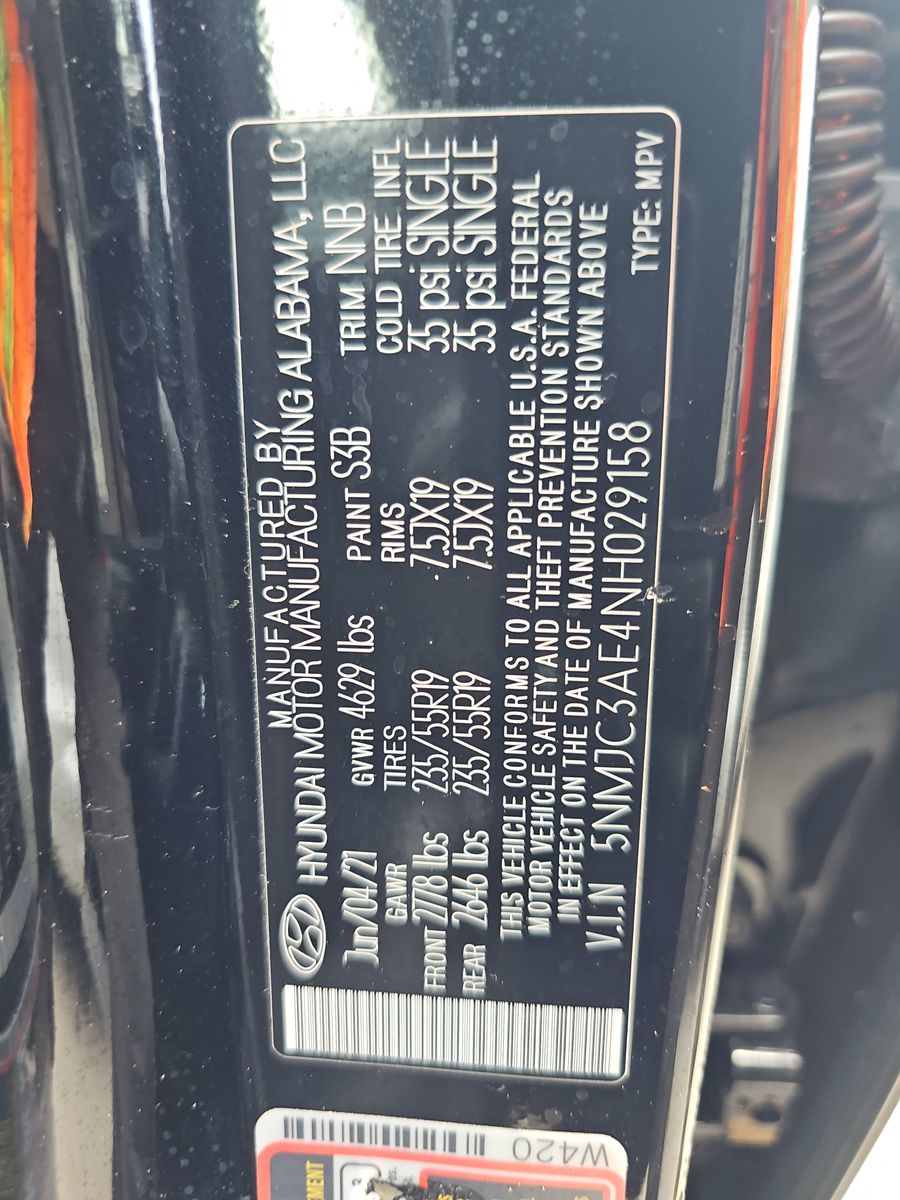 MANUFACTURED BY
HYUNDAI MOTOR MANUFACTURING ALABAMA, LLC
Jun/04/21 GVWR 4629 lbs PAINT S3B TRIM NNB
GAWR TIRES RIMS COLD TIRE INFL
FRONT 2778 lbs 235/55R19 7.5JX19 35 psi SINGLE
REAR 2646 lbs 235/55R19 7.5JX19 35 psi SINGLE
THIS VEHICLE CONFORMS TO ALL APPLICABLE U.S.A. FEDERAL
MOTOR VEHICLE SAFETY AND THEFT PREVENTION STANDARDS
IN EFFECT ON THE DATE OF MANUFACTURE SHOWN ABOVE
V.I.N 5NMJC3AE4NH029158 TYPE: MPV
W420